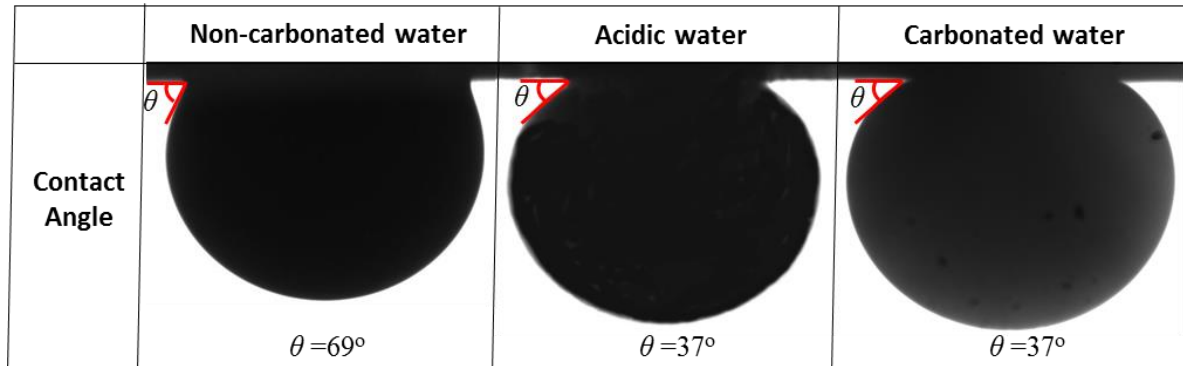 Non-carbonated water
Acidic water
Carbonated water
θ
θ
θ
Contact
Angle
θ =69°
θ =37°
θ =37°